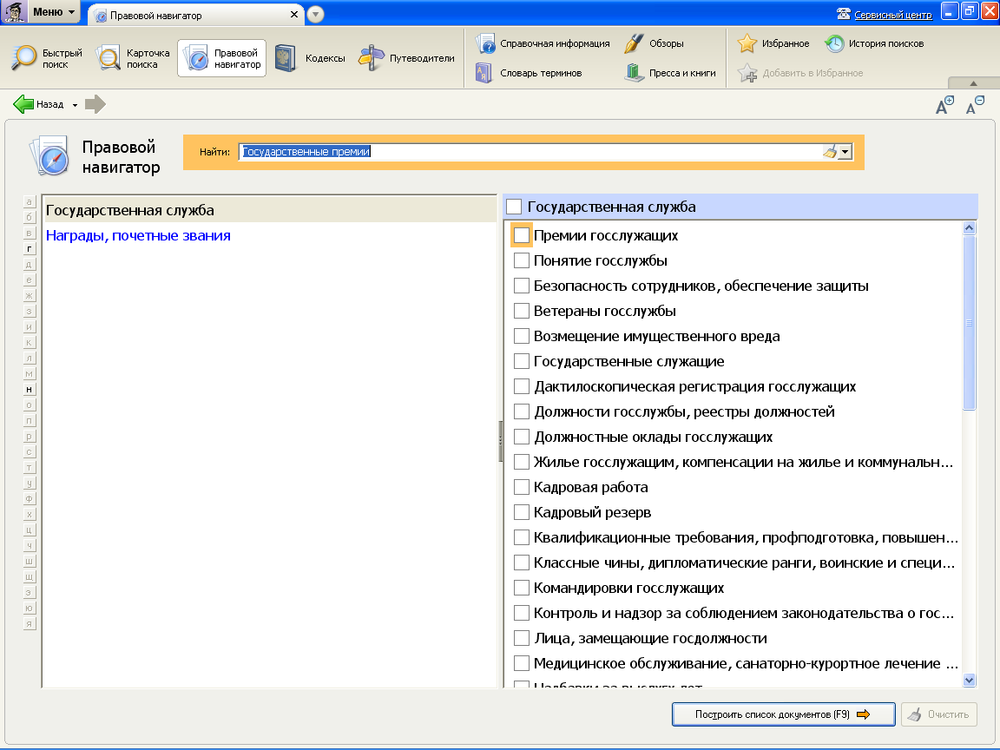 Меню
Правовой навигатор
Сервисный центр
Быстрый поиск
Карточка поиска
Правовой навигатор
Кодексы
Путеводители
Справочная информация
Словарь терминов
Обзоры
Пресса и книги
Избранное
Добавить в Избранное
История поисков
Назад
Правовой
навигатор
Найти:
Государственные премии
а
б
в
г
д
е
ж
з
и
к
л
м
н
о
п
р
с
т
у
ф
х
ц
ч
ш
щ
э
ю
я
Государственная служба
Награды, почетные звания
Государственная служба
Премии госслужащих
Понятие госслужбы
Безопасность сотрудников, обеспечение защиты
Ветераны госслужбы
Возмещение имущественного вреда
Государственные служащие
Дактилоскопическая регистрация госслужащих
Должности госслужбы, реестры должностей
Должностные оклады госслужащих
Жилье госслужащим, компенсации на жилье и коммунальн...
Кадровая работа
Кадровый резерв
Квалификационные требования, профподготовка, повышен...
Классные чины, дипломатические ранги, воинские и специ...
Командировки госслужащих
Контроль и надзор за соблюдением законодательства о гос...
Лица, замещающие госдолжности
Медицинское обслуживание, санаторно-курортное лечение ...
Надбавки за выслугу лет
Построить список документов (F9)
Очистить